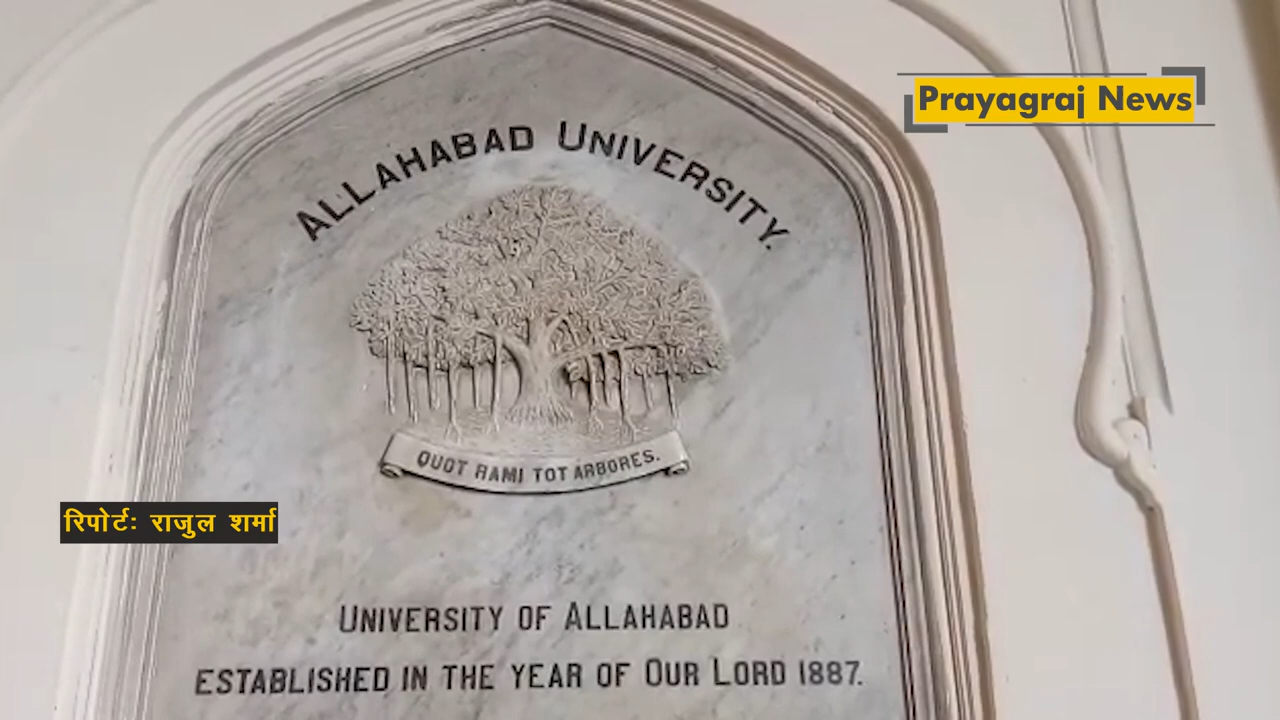 Prayagraj News
ALLAHABAD UNIVERSITY.
QUOT RAMI TOT ARBORES.
रिपोर्टः राजुल शर्मा
UNIVERSITY OF ALLAHABAD
ESTABLISHED IN THE YEAR OF OUR LORD 1887.